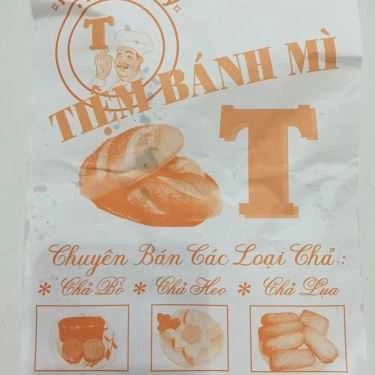 T
TIỆM BÁNH MÌ
T
Chuyên Bán Các Loại Chả :
* Chả Bò * Chả Heo * Chả Lụa